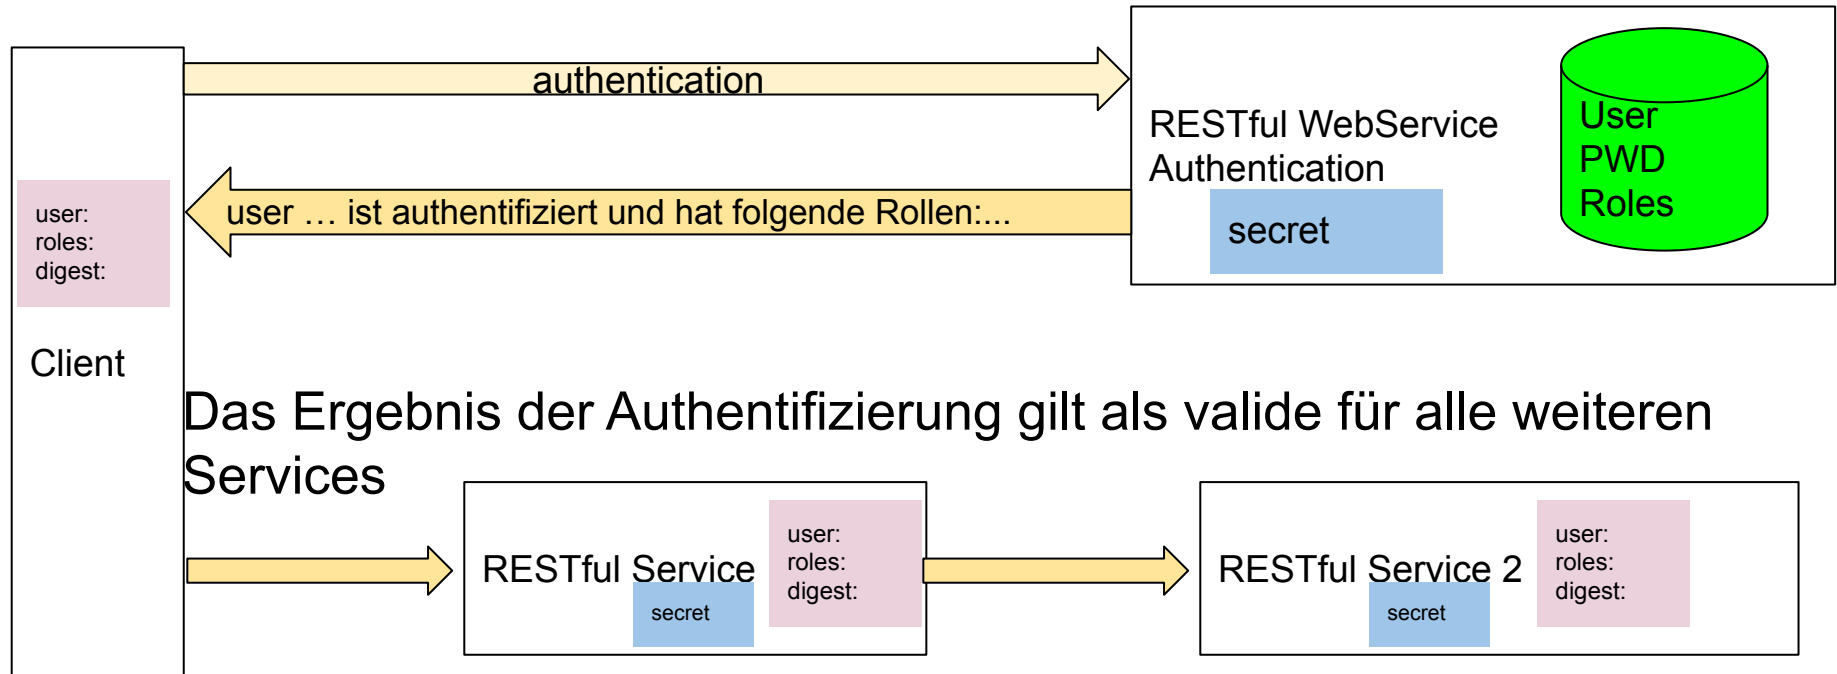 authentication
RESTful WebService
Authentication
User
PWD
Roles
secret
user … ist authentifiziert und hat folgende Rollen:...
user:
roles:
digest:
Client
Das Ergebnis der Authentifizierung gilt als valide für alle weiteren
Services
RESTful Service
user:
roles:
digest:
secret
RESTful Service 2
user:
roles:
digest:
secret